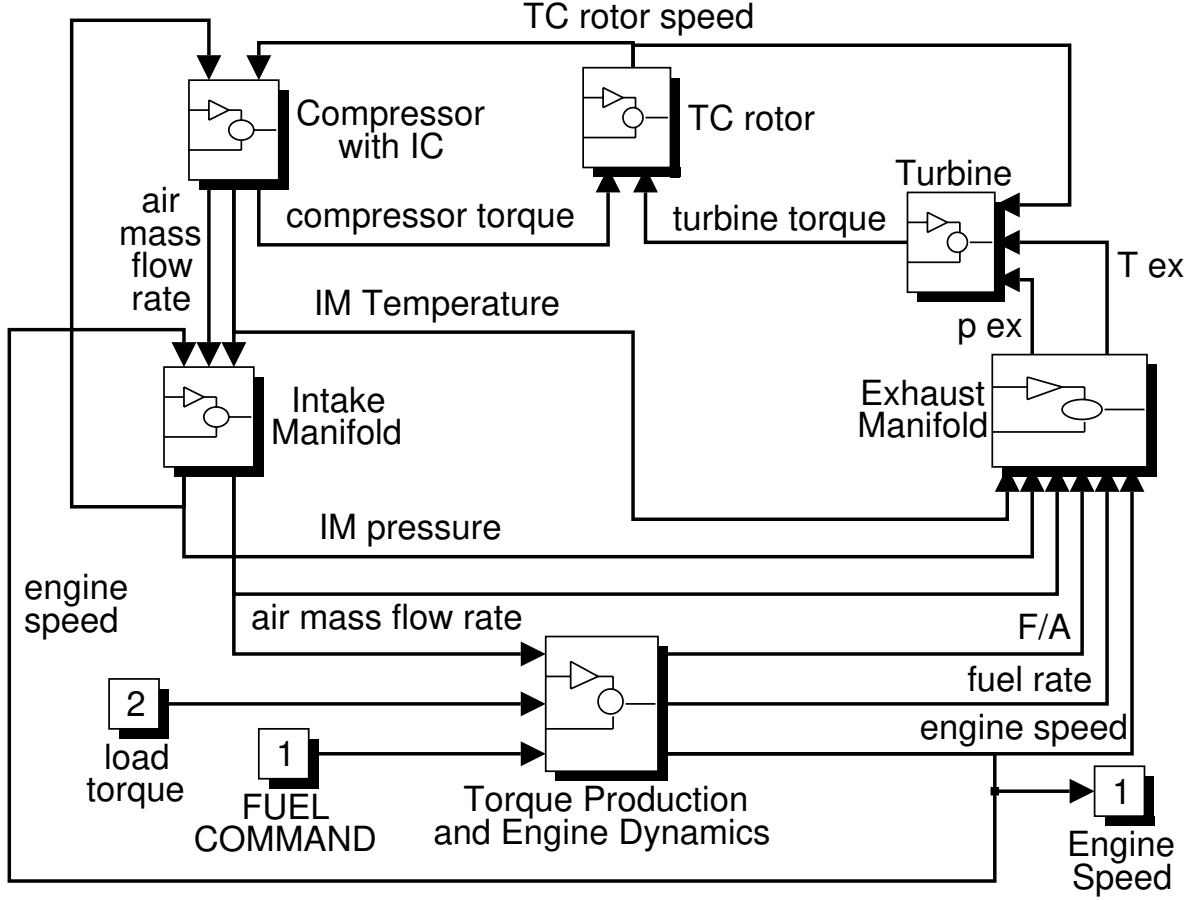 TC rotor speed
Compressor
with IC
TC rotor
Turbine
air
mass
flow
rate
compressor torque
turbine torque
T ex
IM Temperature
p ex
Intake
Manifold
Exhaust
Manifold
IM pressure
engine
speed
air mass flow rate
F/A
fuel rate
2
engine speed
load
torque
1
FUEL
COMMAND
Torque Production
and Engine Dynamics
1
Engine
Speed